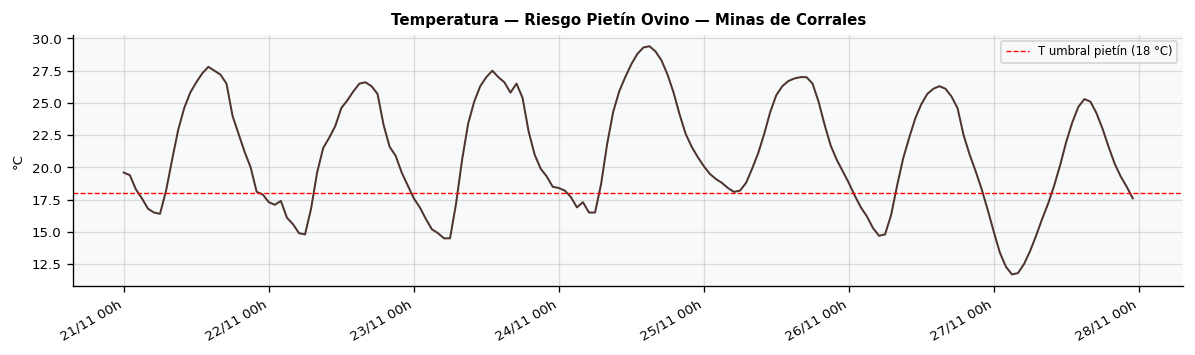 Temperatura — Riesgo Pietín Ovino — Minas de Corrales
T umbral pietín (18 °C)
°C
30.0
27.5
25.0
22.5
20.0
17.5
15.0
12.5
21/11 00h
22/11 00h
23/11 00h
24/11 00h
25/11 00h
26/11 00h
27/11 00h
28/11 00h